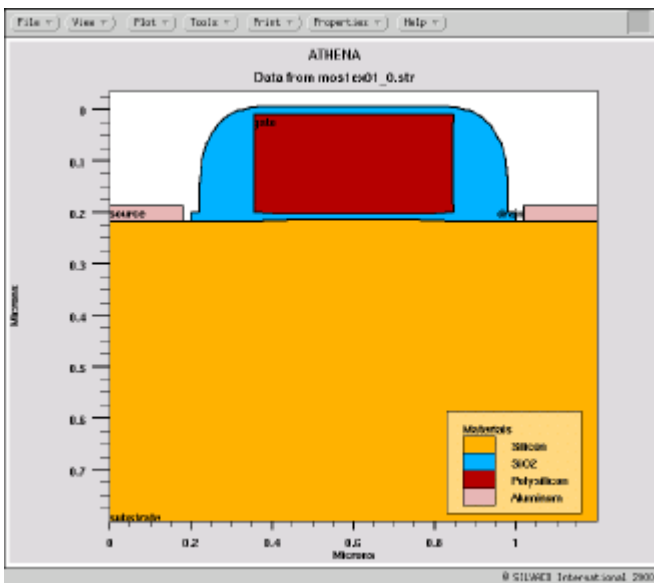 File View Plot Tools Print Properties Help
ATHENA
Data from mosfex01_0.str
0
0.1
0.2
0.3
0.4
0.5
0.6
0.7
Microns
gate
source
drain
substrate
Materials
Silicon
SiO2
Polysilicon
Aluminum
0 0.2 0.4 0.6 0.8 1
Microns
© SILVACO International